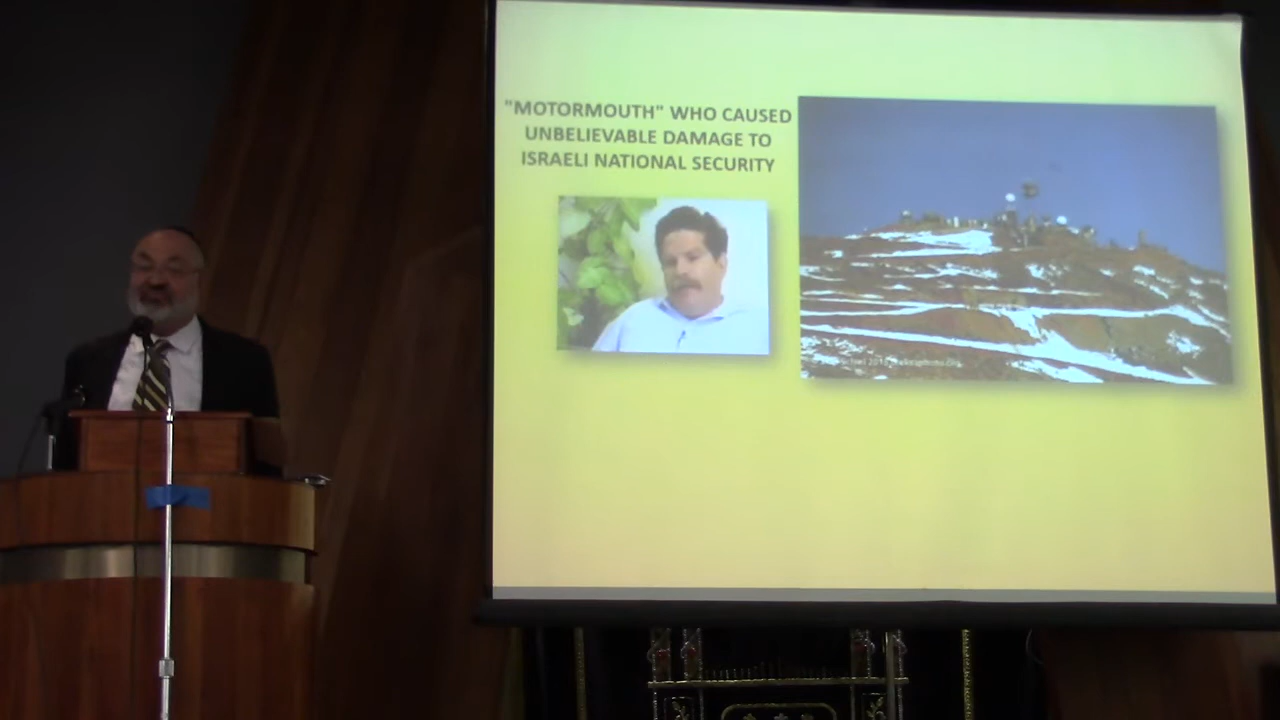 "MOTORMOUTH" WHO CAUSED
UNBELIEVABLE DAMAGE TO
ISRAELI NATIONAL SECURITY